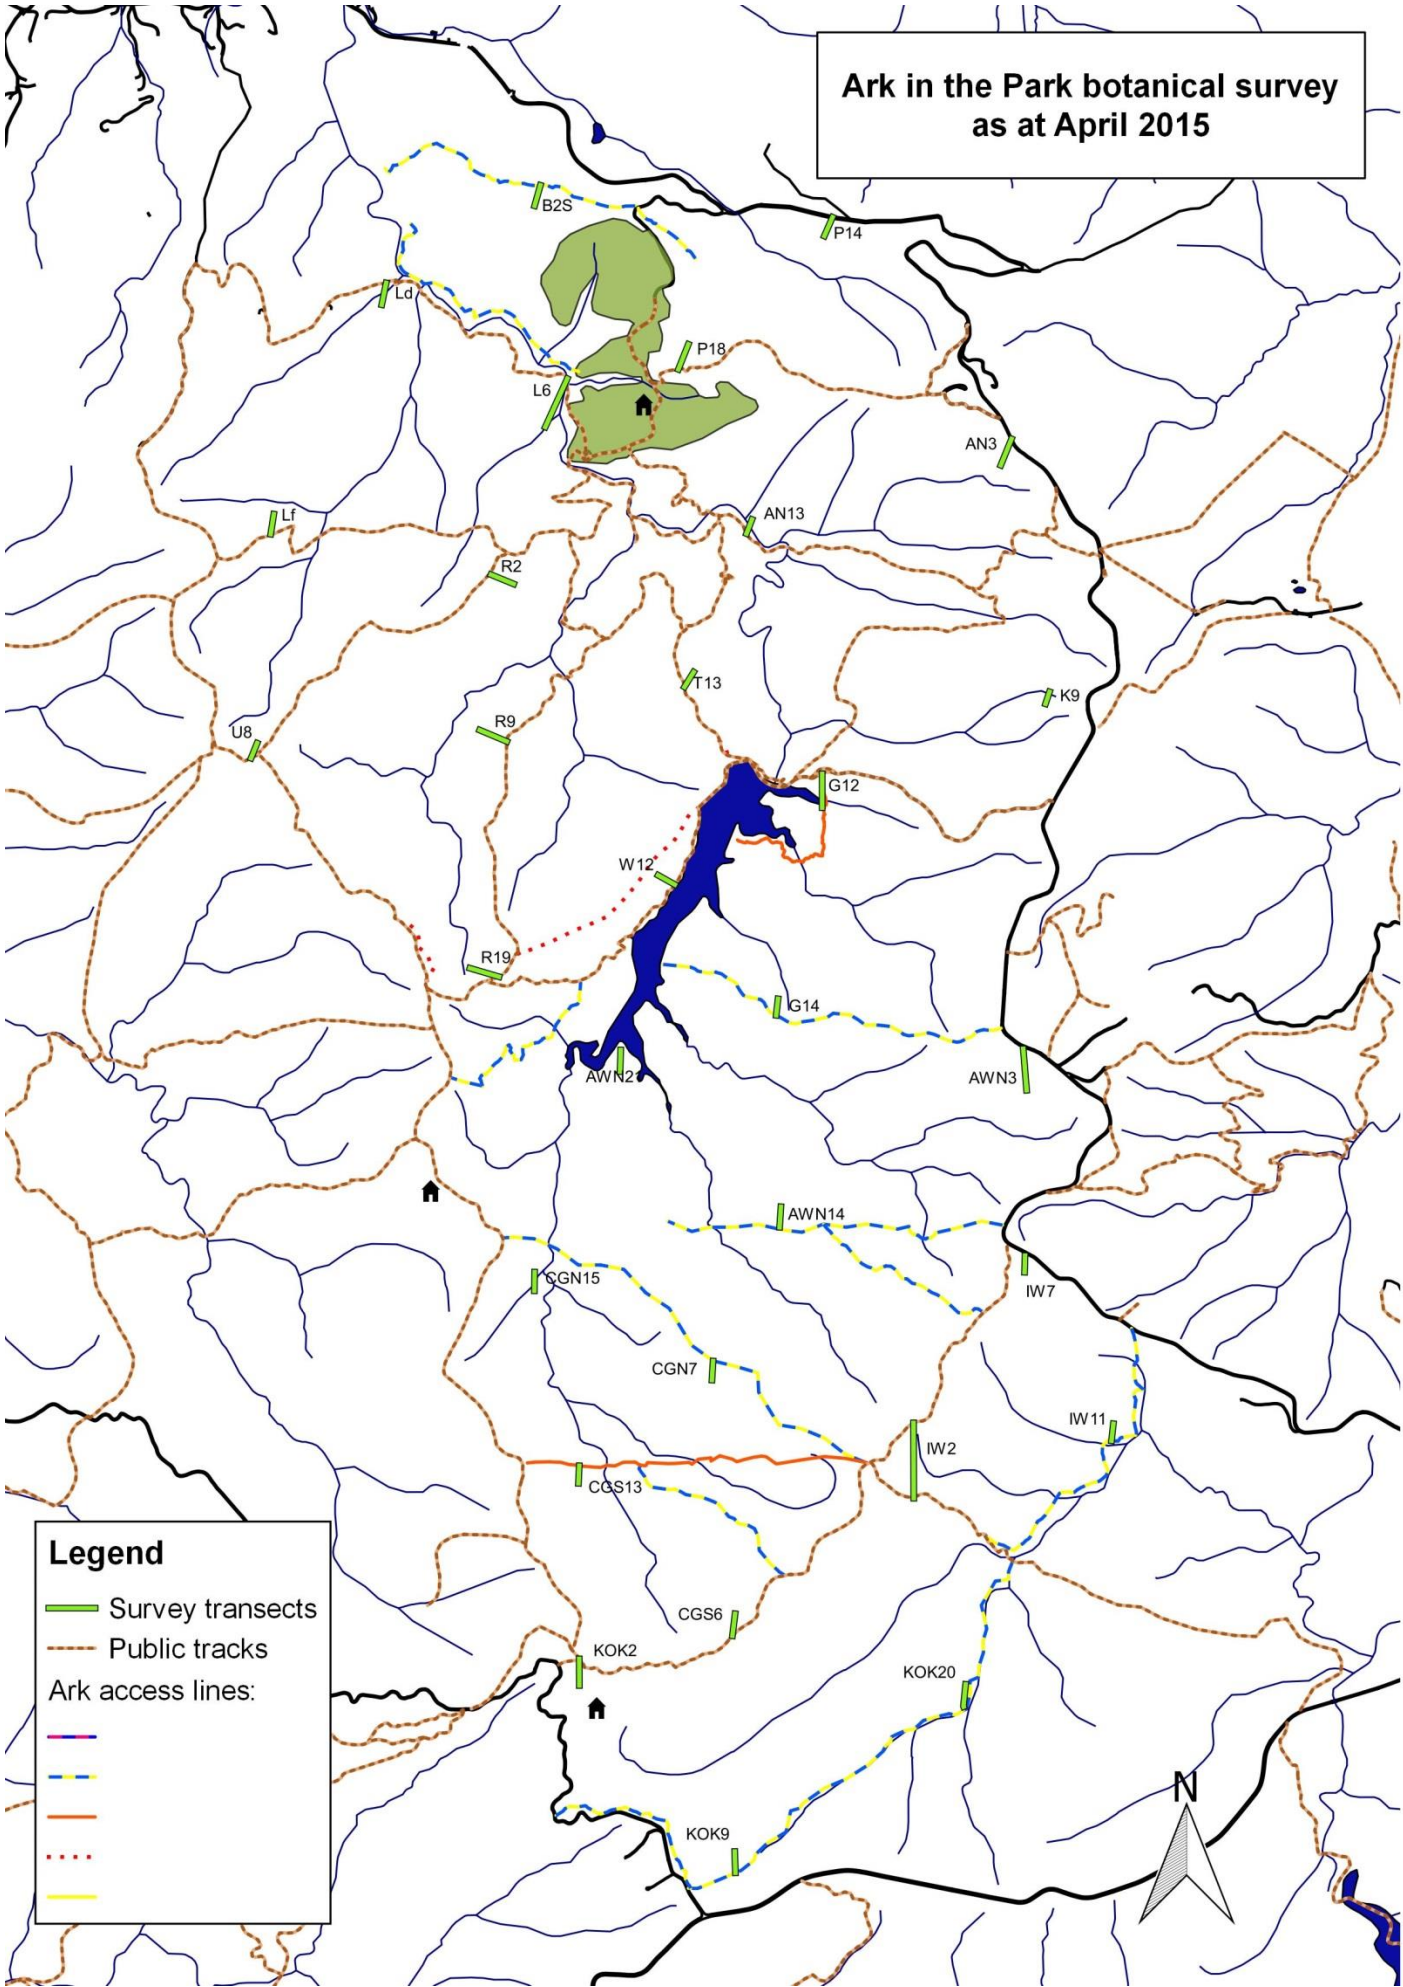 Ark in the Park botanical survey
as at April 2015
B2S
P14
Ld
P18
L6
AN3
Lf
AN13
R2
T13
K9
R9
U8
G12
W12
R19
G14
AWN21
AWN3
AWN14
CGN15
IW7
CGN7
IW11
IW2
CGS13
Legend
Survey transects
Public tracks
Ark access lines:
CGS6
KOK2
KOK20
N
KOK9